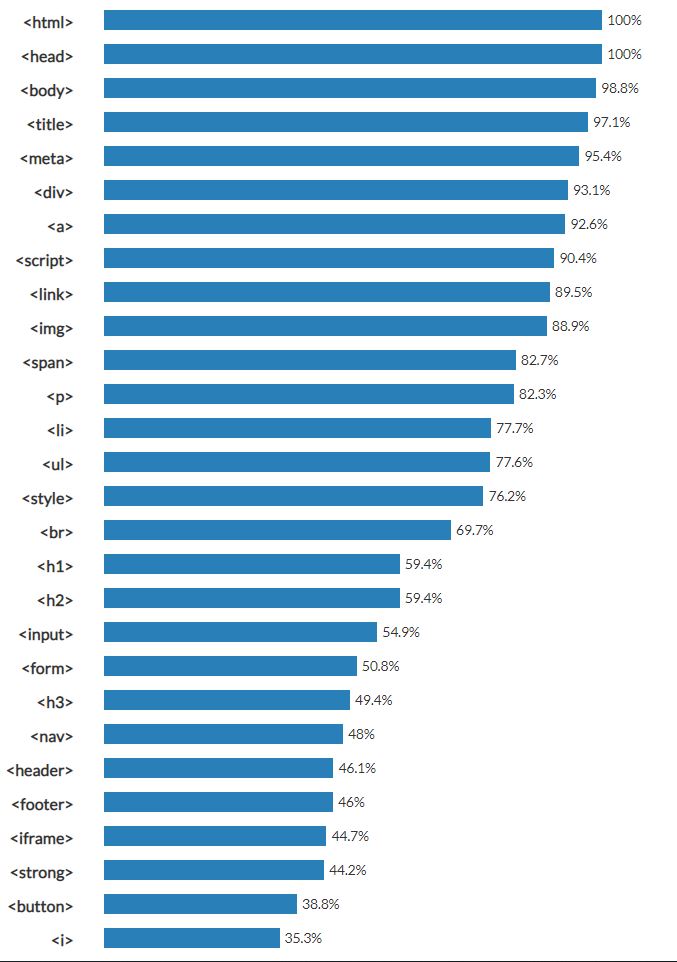 <html> 100%
<head> 100%
<body> 98.8%
<title> 97.1%
<meta> 95.4%
<div> 93.1%
<a> 92.6%
<script> 90.4%
<link> 89.5%
<img> 88.9%
<span> 82.7%
<p> 82.3%
<li> 77.7%
<ul> 77.6%
<style> 76.2%
<br> 69.7%
<h1> 59.4%
<h2> 59.4%
<input> 54.9%
<form> 50.8%
<h3> 49.4%
<nav> 48%
<header> 46.1%
<footer> 46%
<iframe> 44.7%
<strong> 44.2%
<button> 38.8%
<i> 35.3%